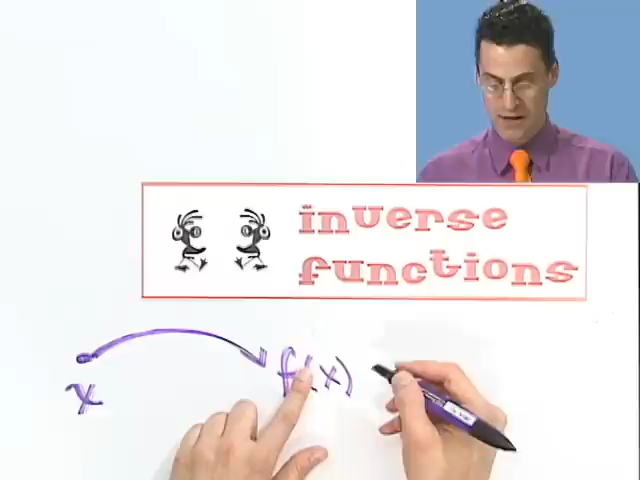 inverse
functions
x f(x)